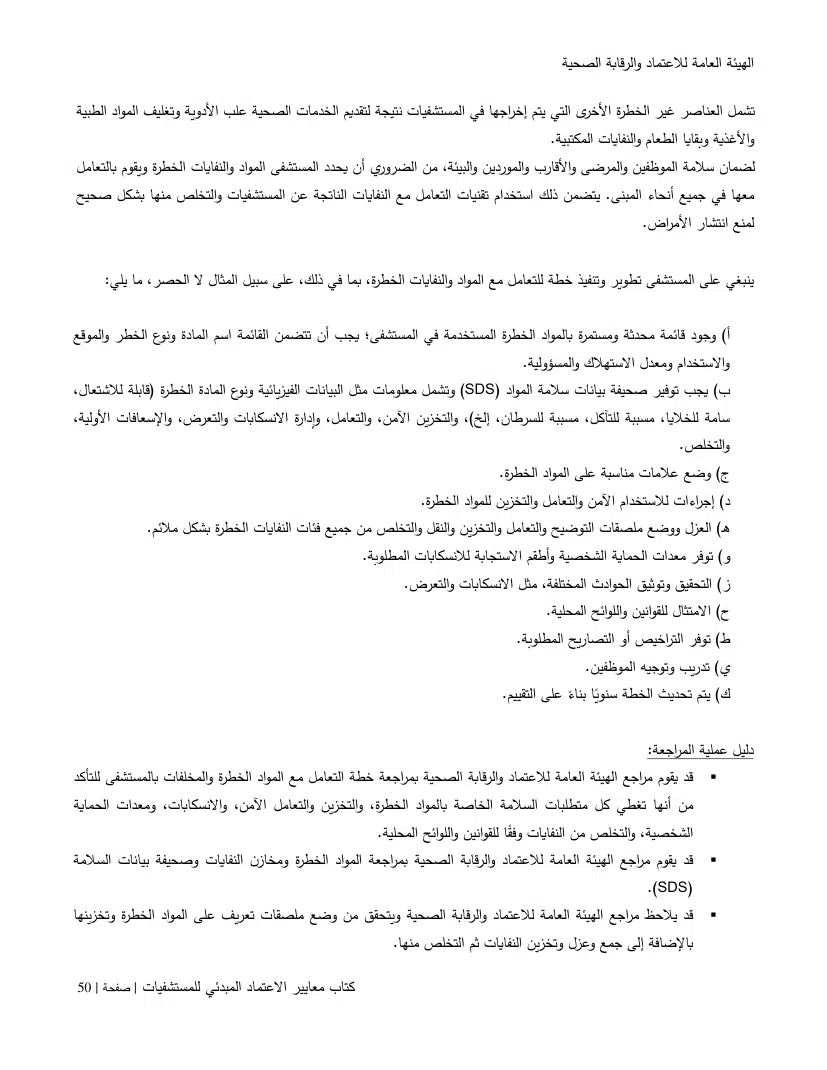 الهيئة العامة للاعتماد والرقابة الصحية
تشمل العناصر غير الخطرة الأخرى التي يتم إخراجها في المستشفيات نتيجة لتقديم الخدمات الصحية علب الأدوية وتغليف المواد الطبية
والأغذية وبقايا الطعام والنفايات المكتبية.
لضمان سلامة الموظفين والمرضى والأقارب والموردين والبيئة، من الضروري أن يحدد المستشفى المواد والنفايات الخطرة ويقوم بالتعامل
معها في جميع أنحاء المبنى. يتضمن ذلك استخدام تقنيات التعامل مع النفايات الناتجة عن المستشفيات والتخلص منها بشكل صحيح
لمنع انتشار الأمراض.
ينبغي على المستشفى تطوير وتنفيذ خطة للتعامل مع المواد والنفايات الخطرة، بما في ذلك، على سبيل المثال لا الحصر، ما يلي:
أ) وجود قائمة محدثة ومستمرة بالمواد الخطرة المستخدمة في المستشفى؛ يجب أن تتضمن القائمة اسم المادة ونوع الخطر والموقع
والاستخدام ومعدل الاستهلاك والمسؤولية.
ب) يجب توفير صحيفة بيانات سلامة المواد (SDS) وتشمل معلومات مثل البيانات الفيزيائية ونوع المادة الخطرة (قابلة للاشتعال،
سامة للخلايا، مسببة للتآكل، مسببة للسرطان، إلخ)، والتخزين الآمن، والتعامل، وإدارة الانسكابات والتعرض، والإسعافات الأولية،
والتخلص.
ج) وضع علامات مناسبة على المواد الخطرة.
د) إجراءات للاستخدام الآمن والتعامل والتخزين للمواد الخطرة.
هـ) العزل ووضع ملصقات التوضيح والتعامل والتخزين والنقل والتخلص من جميع فئات النفايات الخطرة بشكل ملائم.
و) توفر معدات الحماية الشخصية وأطقم الاستجابة للانسكابات المطلوبة.
ز) التحقيق وتوثيق الحوادث المختلفة، مثل الانسكابات والتعرض.
ح) الامتثال للقوانين واللوائح المحلية.
ط) توفر التراخيص أو التصاريح المطلوبة.
ي) تدريب وتوجيه الموظفين.
ك) يتم تحديث الخطة سنويًا بناءً على التقييم.
دليل عملية المراجعة:
▪ قد يقوم مراجع الهيئة العامة للاعتماد والرقابة الصحية بمراجعة خطة التعامل مع المواد الخطرة والمخلفات بالمستشفى للتأكد
من أنها تغطي كل متطلبات السلامة الخاصة بالمواد الخطرة، والتخزين والتعامل الآمن، والانسكابات، ومعدات الحماية
الشخصية، والتخلص من النفايات وفقًا للقوانين واللوائح المحلية.
▪ قد يقوم مراجع الهيئة العامة للاعتماد والرقابة الصحية بمراجعة المواد الخطرة ومخازن النفايات وصحيفة بيانات السلامة
(SDS).
▪ قد يلاحظ مراجع الهيئة العامة للاعتماد والرقابة الصحية ويتحقق من وضع ملصقات تعريف على المواد الخطرة وتخزينها
بالإضافة إلى جمع وعزل وتخزين النفايات ثم التخلص منها.
كتاب معايير الاعتماد المبدئي للمستشفيات | صفحة | 50